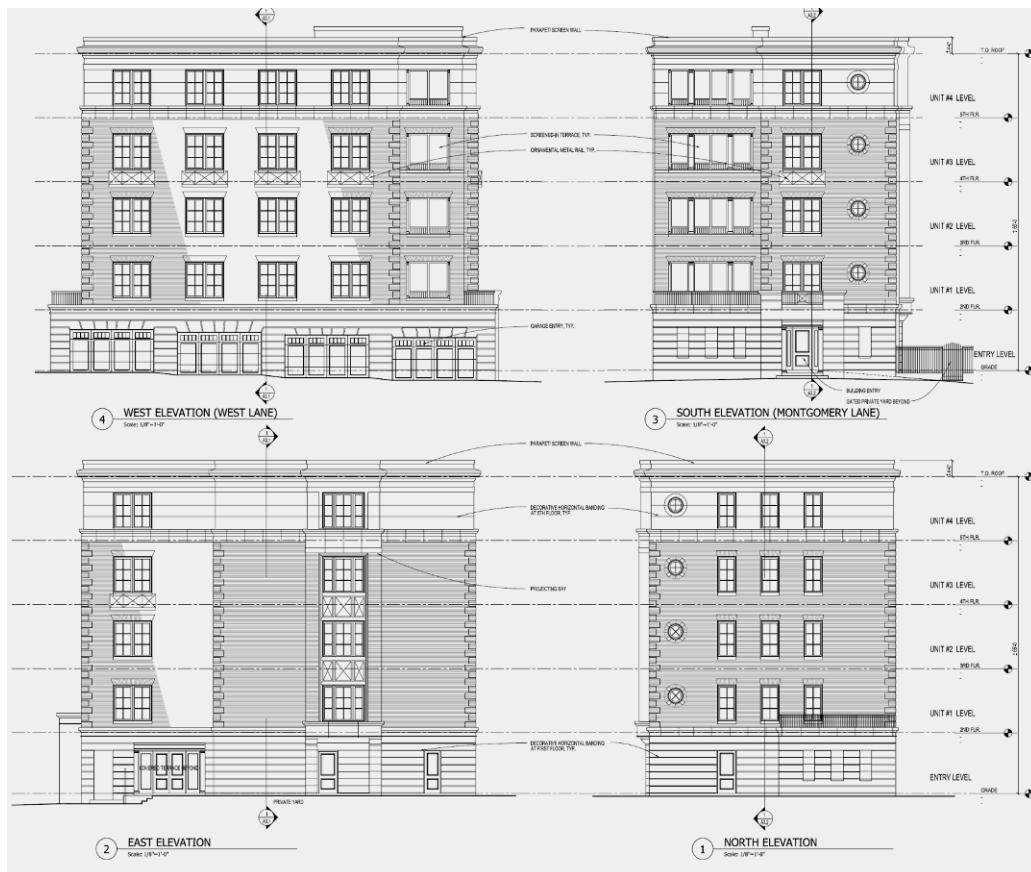 PARAPET/ SCREEN WALL
T.O. ROOF
UNIT #4 LEVEL
5TH FLR.
SCREENED-IN TERRACE, TYP.
ORNAMENTAL METAL RAIL, TYP.
UNIT #3 LEVEL
4TH FLR.
UNIT #2 LEVEL
3RD FLR.
UNIT #1 LEVEL
2ND FLR.
GARAGE ENTRY, TYP.
ENTRY LEVEL
GRADE
BUILDING ENTRY
GATED PRIVATE YARD BEYOND
4
WEST ELEVATION (WEST LANE)
Scale: 1/8"=1'-0"
3
SOUTH ELEVATION (MONTGOMERY LANE)
Scale: 1/8"=1'-0"
PARAPET/ SCREEN WALL
T.O. ROOF
DECORATIVE HORIZONTAL BANDING
AT 5TH FLOOR, TYP.
UNIT #4 LEVEL
5TH FLR.
PROJECTING BAY
UNIT #3 LEVEL
4TH FLR.
UNIT #2 LEVEL
3RD FLR.
UNIT #1 LEVEL
2ND FLR.
DECORATIVE HORIZONTAL BANDING
AT FIRST FLOOR, TYP.
COVERED TERRACE BEYOND
ENTRY LEVEL
GRADE
PRIVATE YARD
2
EAST ELEVATION
Scale: 1/8"=1'-0"
1
NORTH ELEVATION
Scale: 1/8"=1'-0"